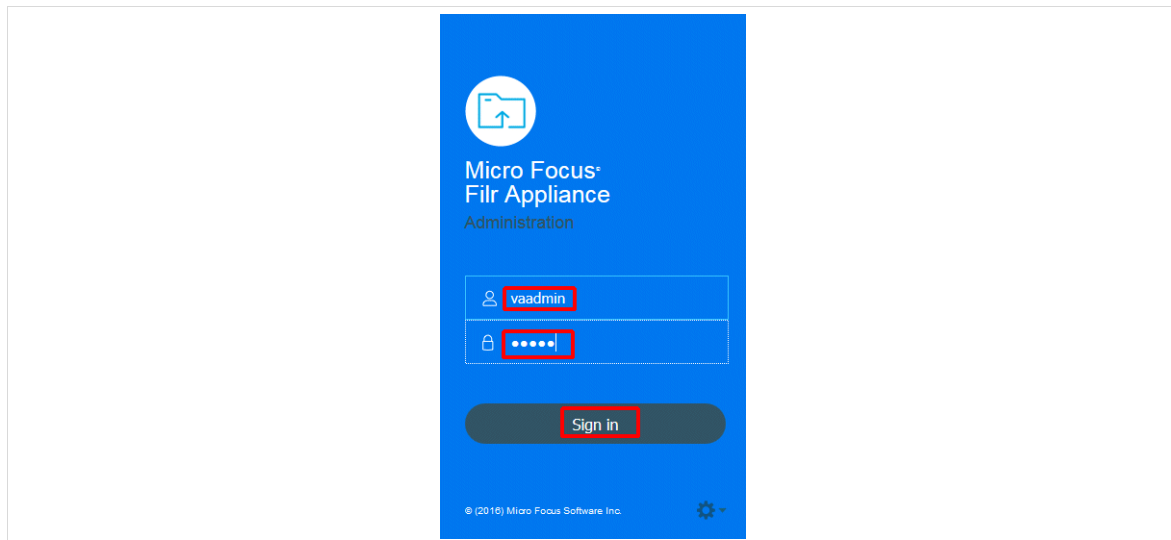 Micro Focus®
Filr Appliance
Administration
vaadmin
•••••
Sign in
© (2016) Micro Focus Software Inc.